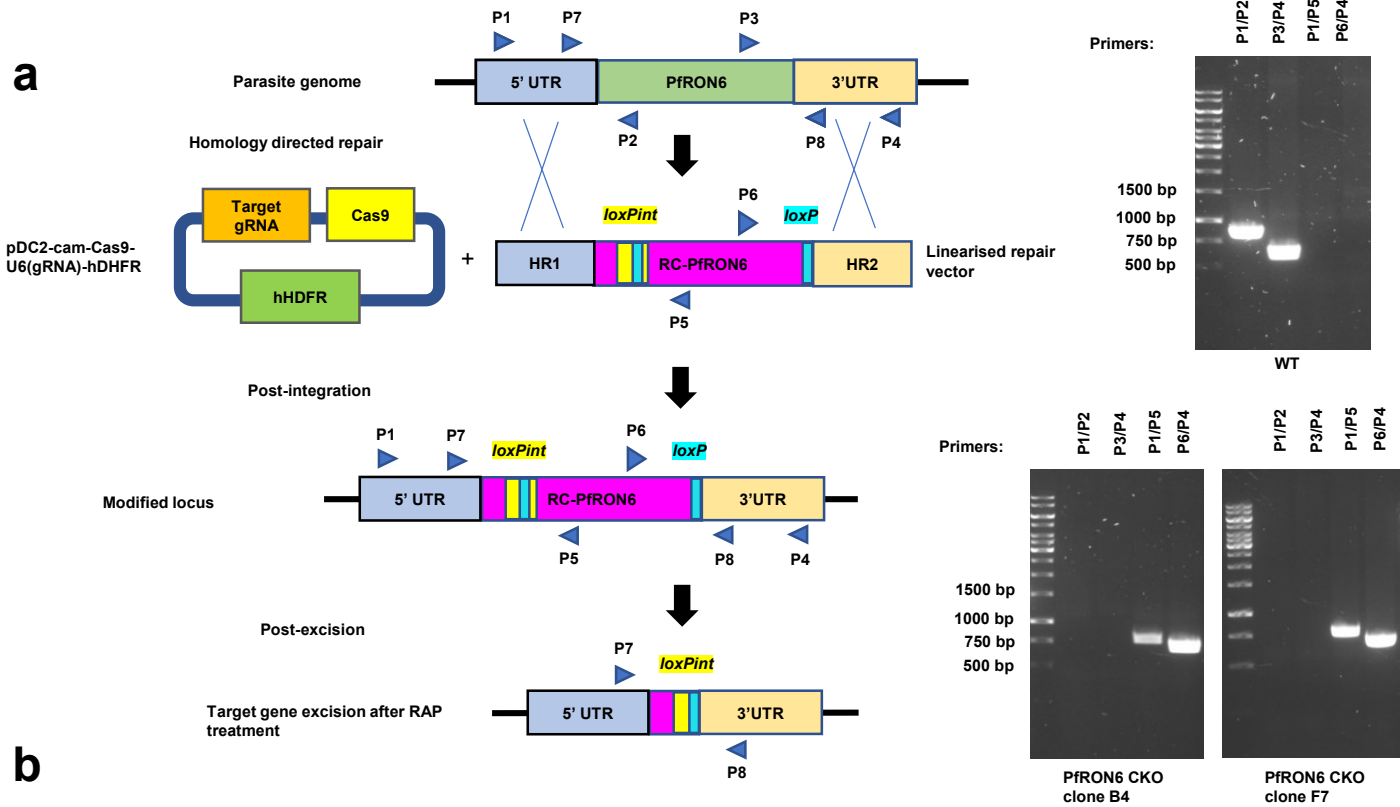 a
P1
P7
P3
Parasite genome
5’ UTR
PfRON6
3’UTR
P2
P8
P4
Homology directed repair
pDC2-cam-Cas9-
U6(gRNA)-hDHFR
Target
gRNA
Cas9
hHDFR
+
loxPint
P6
loxP
HR1
RC-PfRON6
HR2
Linearised repair
vector
P5
Post-integration
P1
P7
loxPint
P6
loxP
Modified locus
5’ UTR
RC-PfRON6
3’UTR
P5
P8
P4
Post-excision
P7
loxPint
Target gene excision after RAP
treatment
5’ UTR
3’UTR
P8
b
Primers:
P1/P2
P3/P4
P1/P5
P6/P4
1500 bp
1000 bp
750 bp
500 bp
WT
Primers:
P1/P2
P3/P4
P1/P5
P6/P4
P1/P2
P3/P4
P1/P5
P6/P4
1500 bp
1000 bp
750 bp
500 bp
PfRON6 CKO
clone B4
PfRON6 CKO
clone F7